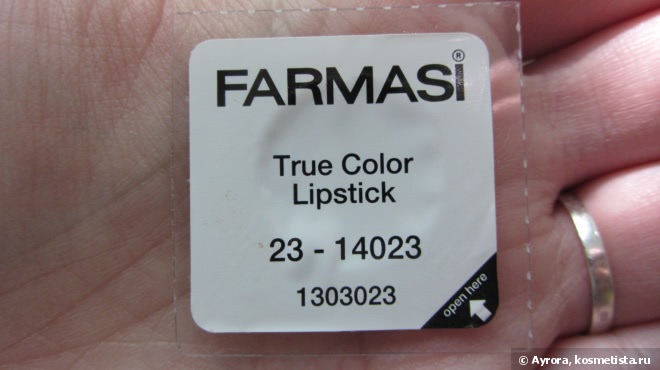 FARMASİ®
True Color
Lipstick
23 - 14023
1303023
open here
© Ayrora, kosmetista.ru